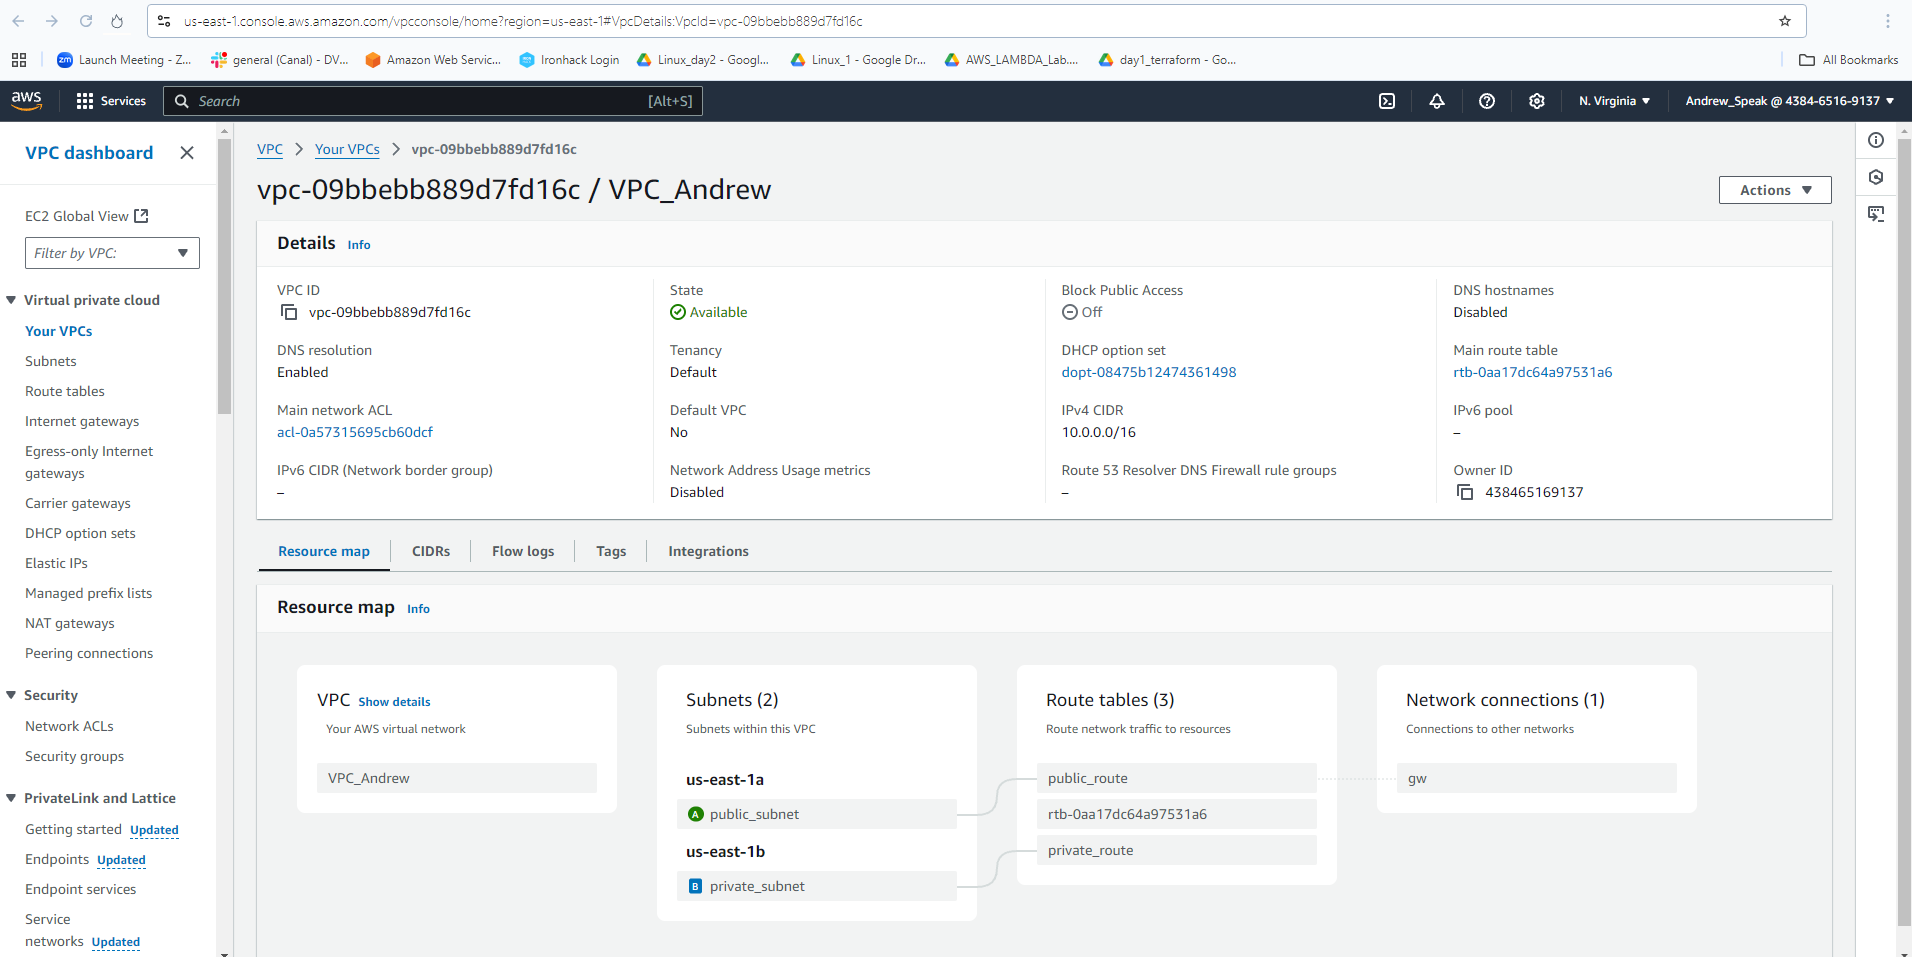 us-east-1.console.aws.amazon.com/vpcconsole/home?region=us-east-1#VpcDetails:VpcId=vpc-09bbebb889d7fd16c
zm Launch Meeting - Z...
general (Canal) - DV...
Amazon Web Servic...
Ironhack Login
Linux_day2 - Googl...
Linux_1 - Google Dr...
AWS_LAMBDA_Lab....
day1_terraform - Go...
All Bookmarks
aws
Services
Search
[Alt+S]
N. Virginia
Andrew_Speak @ 4384-6516-9137
VPC dashboard
EC2 Global View
Filter by VPC:
Virtual private cloud
Your VPCs
Subnets
Route tables
Internet gateways
Egress-only Internet
gateways
Carrier gateways
DHCP option sets
Elastic IPs
Managed prefix lists
NAT gateways
Peering connections
Security
Network ACLs
Security groups
PrivateLink and Lattice
Getting started Updated
Endpoints Updated
Endpoint services
Service
networks Updated
VPC > Your VPCs > vpc-09bbebb889d7fd16c
vpc-09bbebb889d7fd16c / VPC_Andrew
Actions
Details Info
VPC ID
vpc-09bbebb889d7fd16c
State
Available
Block Public Access
Off
DNS hostnames
Disabled
DNS resolution
Enabled
Tenancy
Default
DHCP option set
dopt-08475b12474361498
Main route table
rtb-0aa17dc64a97531a6
Main network ACL
acl-0a57315695cb60dcf
Default VPC
No
IPv4 CIDR
10.0.0.0/16
IPv6 pool
–
IPv6 CIDR (Network border group)
–
Network Address Usage metrics
Disabled
Route 53 Resolver DNS Firewall rule groups
–
Owner ID
438465169137
Resource map
CIDRs
Flow logs
Tags
Integrations
Resource map Info
VPC Show details
Your AWS virtual network
VPC_Andrew
Subnets (2)
Subnets within this VPC
us-east-1a
A public_subnet
us-east-1b
B private_subnet
Route tables (3)
Route network traffic to resources
public_route
rtb-0aa17dc64a97531a6
private_route
Network connections (1)
Connections to other networks
gw